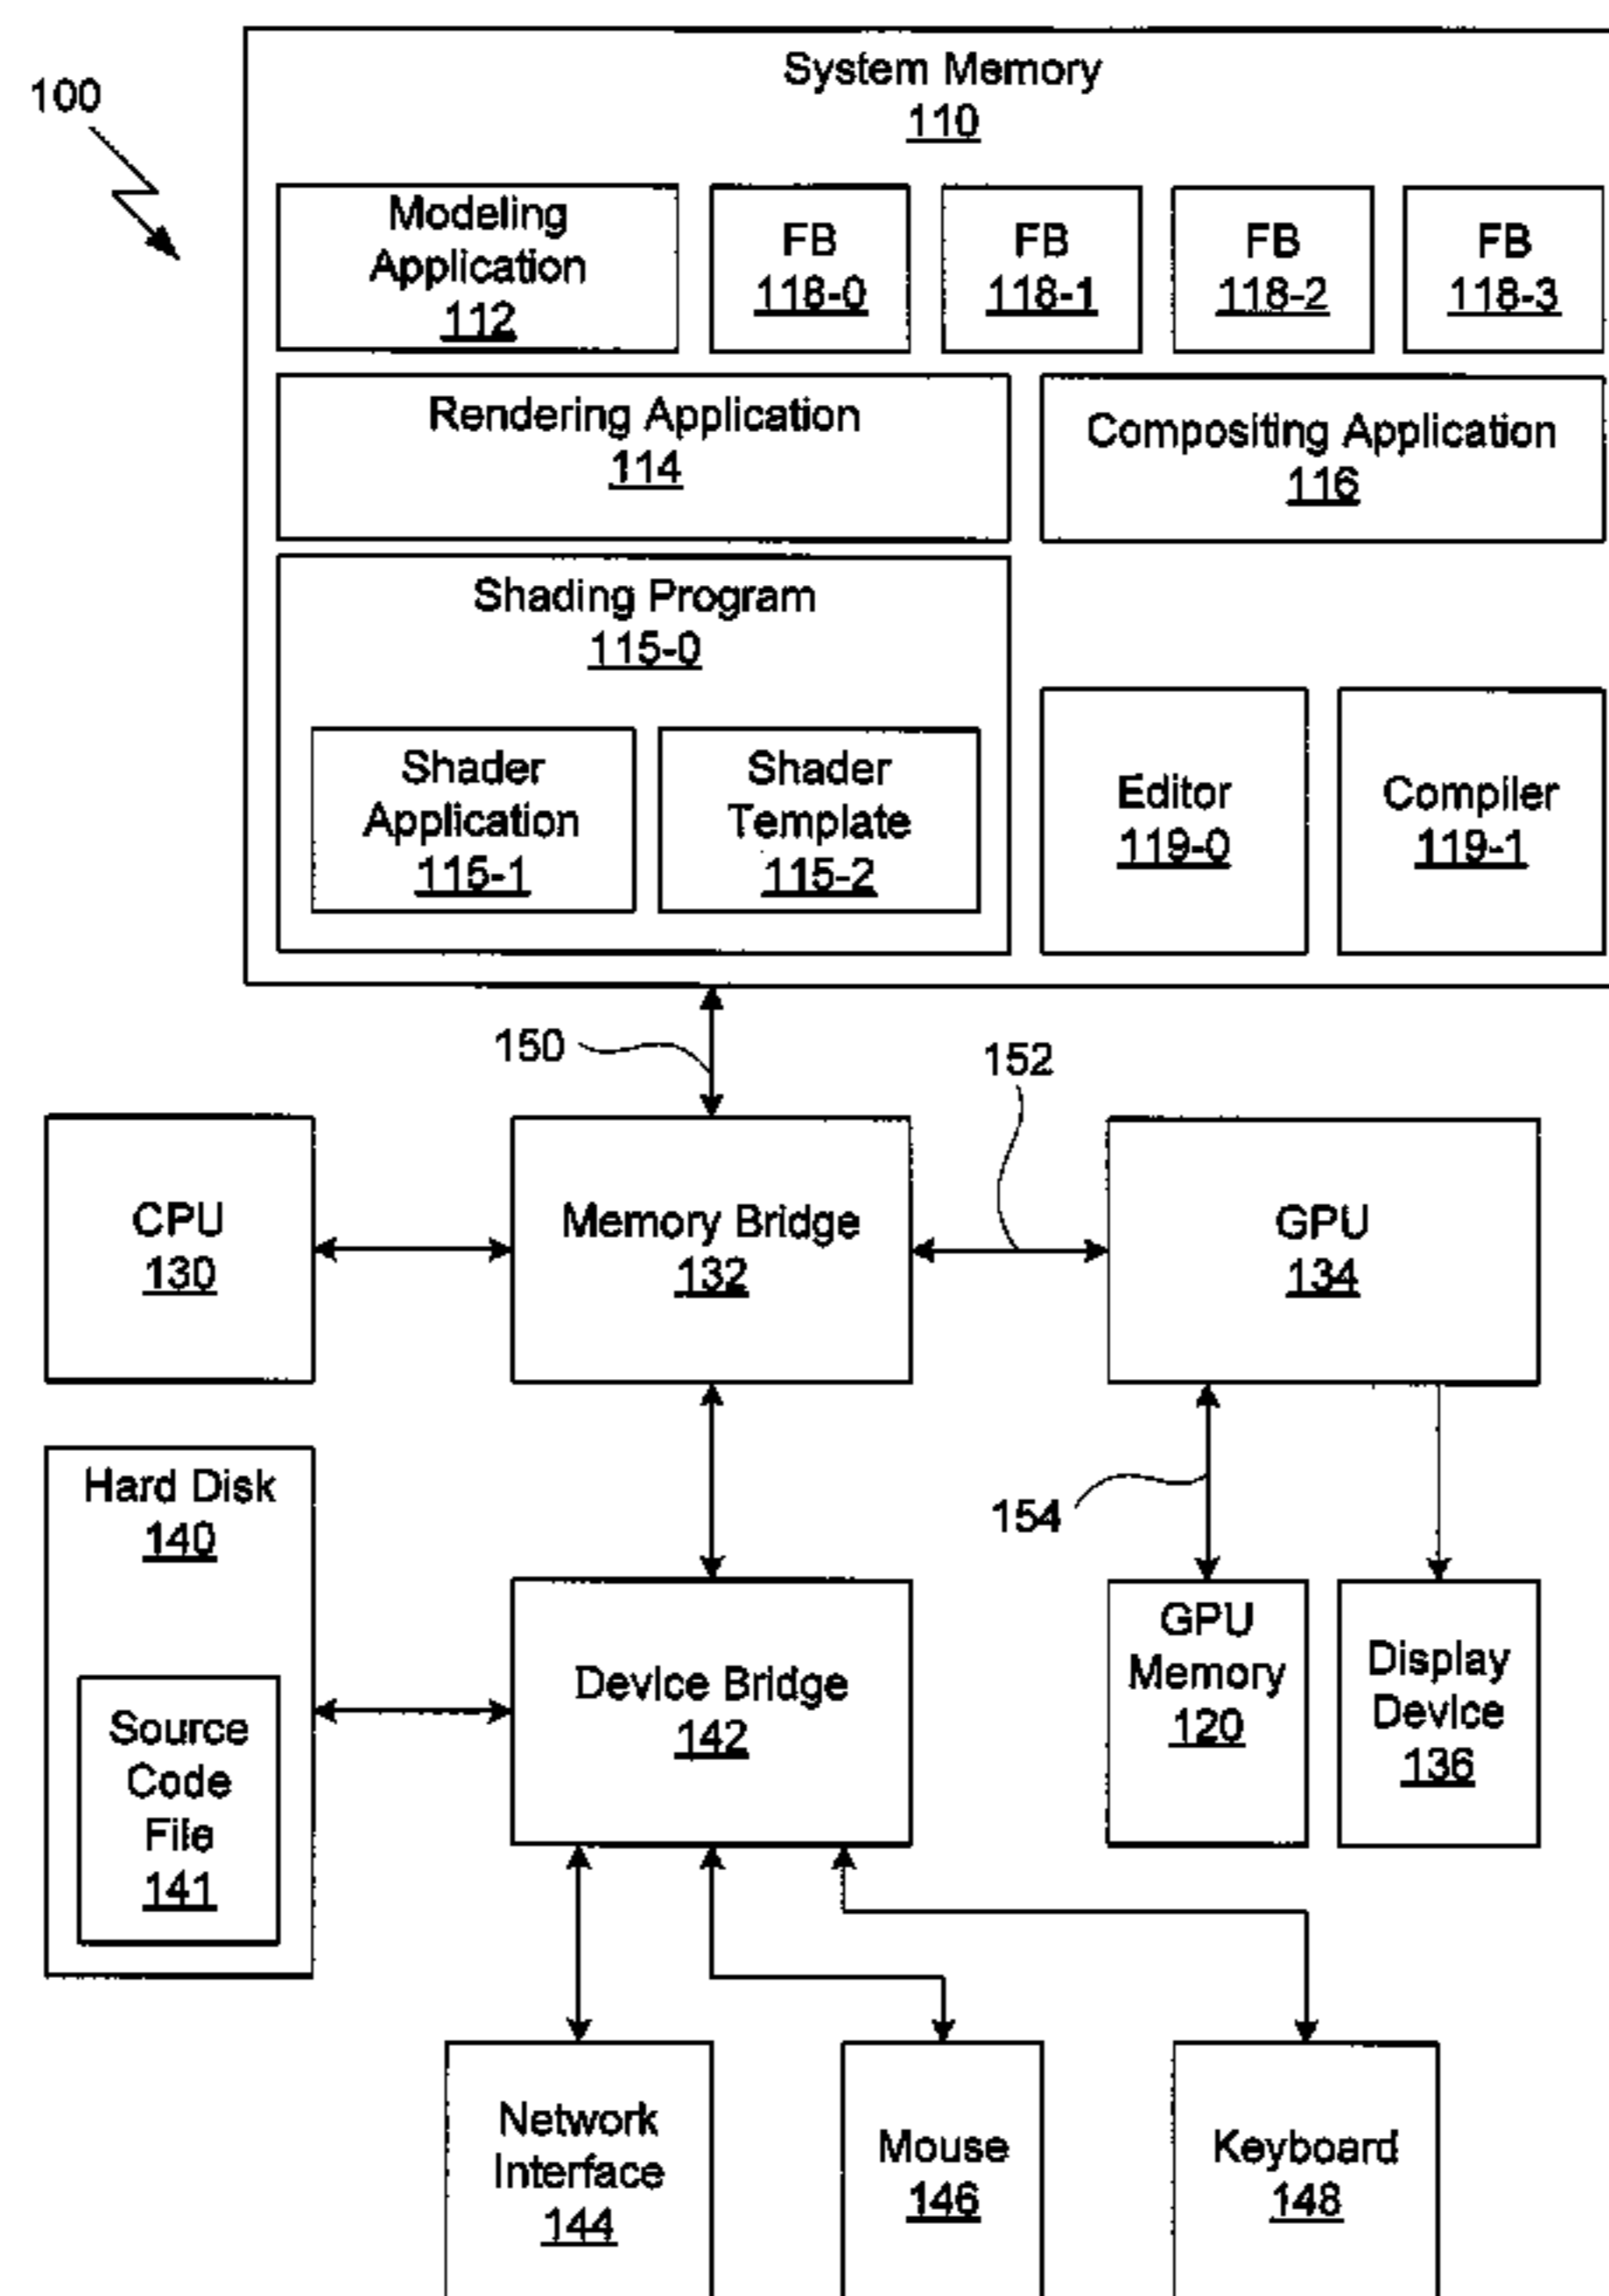 100
System Memory
110
Modeling
Application
112
FB
118-0
FB
118-1
FB
118-2
FB
118-3
Rendering Application
114
Compositing Application
116
Shading Program
115-0
Shader
Application
115-1
Shader
Template
115-2
Editor
119-0
Compiler
119-1
150
152
CPU
130
Memory Bridge
132
GPU
134
Hard Disk
140
Source
Code
File
141
154
Device Bridge
142
GPU
Memory
120
Display
Device
136
Network
Interface
144
Mouse
146
Keyboard
148